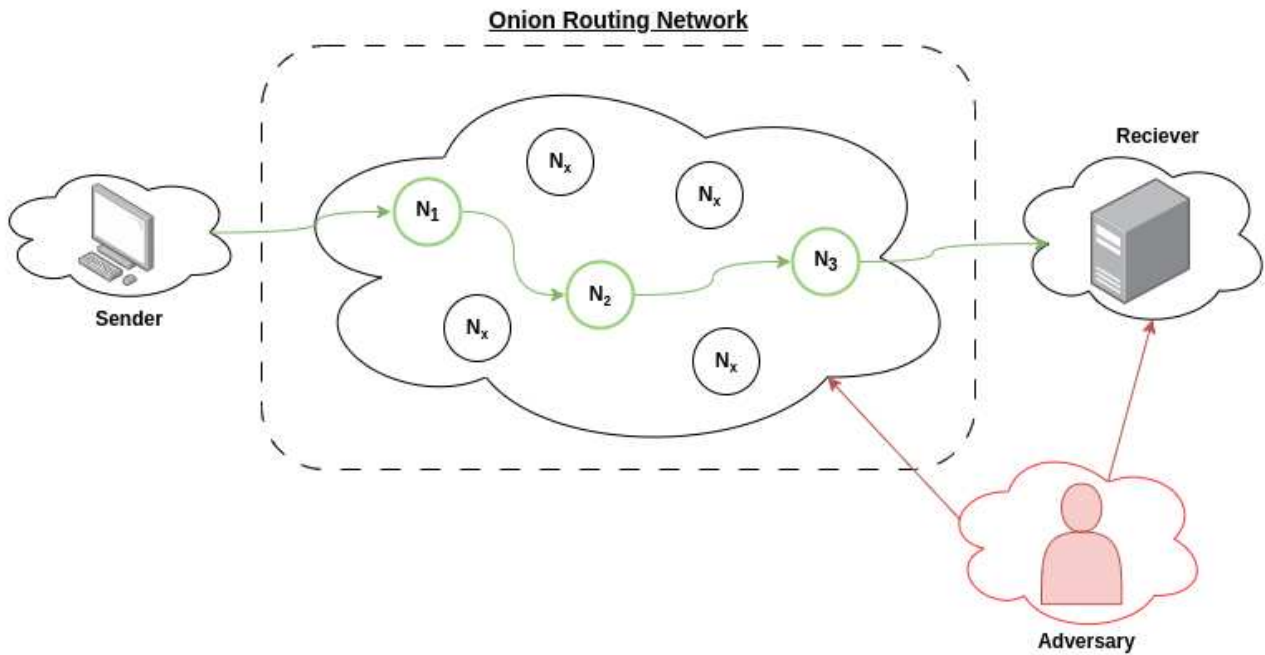 Onion Routing Network
Reciever
N₁
Nₓ
Nₓ
N₂
N₃
Nₓ
Nₓ
Sender
Adversary